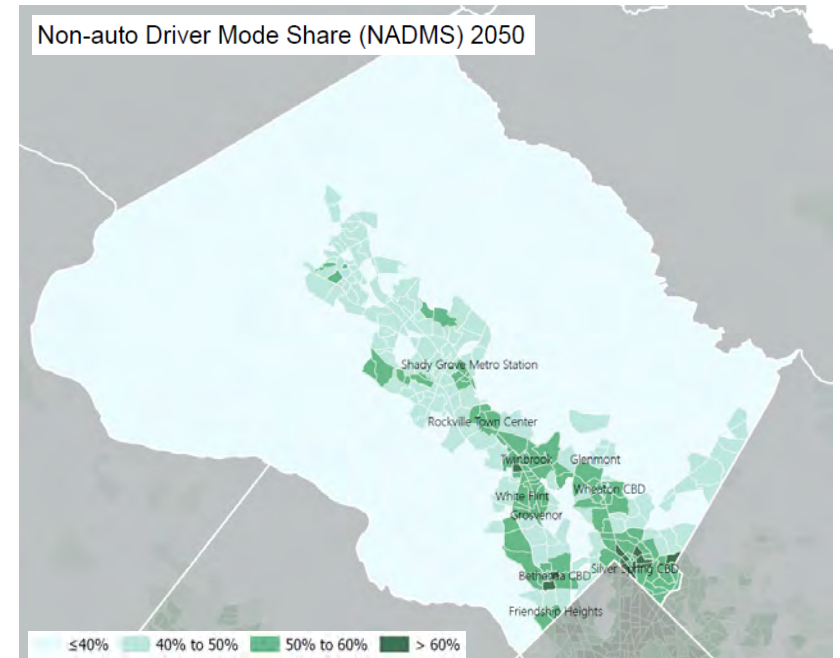 Non-auto Driver Mode Share (NADMS) 2050
Shady Grove Metro Station
Rockville Town Center
Twinbrook
Glenmont
White Flint
Wheaton CBD
Grosvenor
Bethesda CBD
Silver Spring CBD
Friendship Heights
≤40% 40% to 50% 50% to 60% > 60%